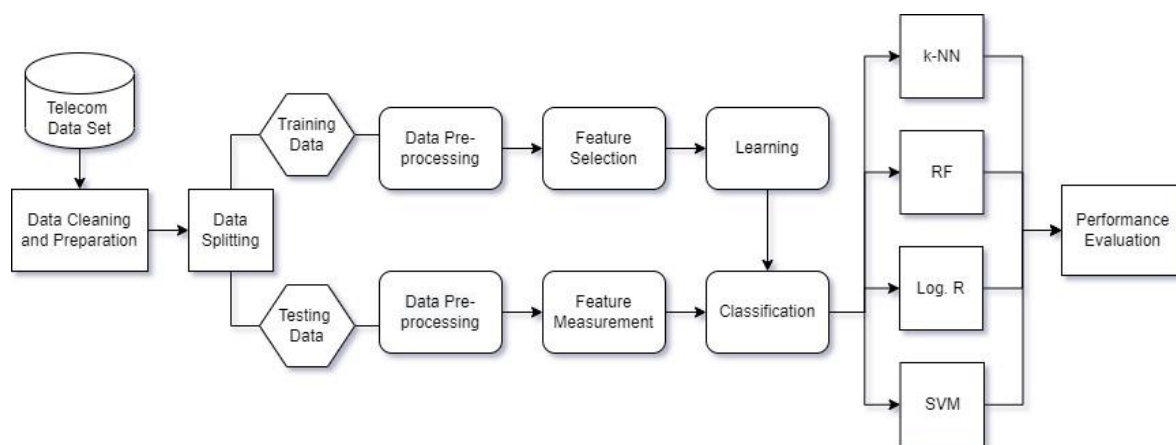 Telecom
Data Set
Data Cleaning
and Preparation
Data
Splitting
Training
Data
Data Pre-
processing
Feature
Selection
Learning
Testing
Data
Data Pre-
processing
Feature
Measurement
Classification
k-NN
RF
Log. R
SVM
Performance
Evaluation